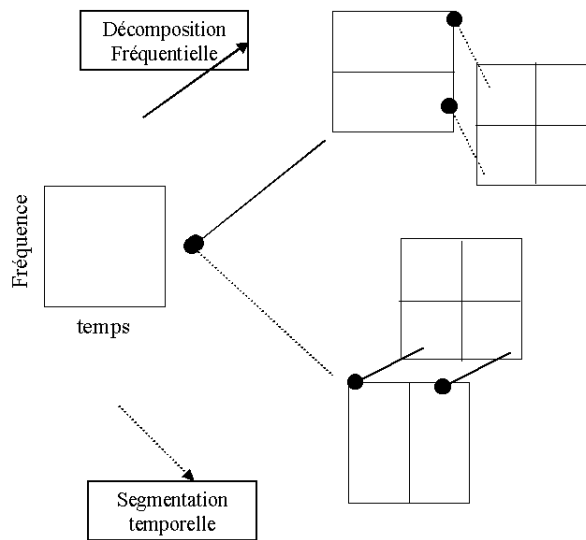 Décomposition
Fréquentielle
Fréquence
temps
Segmentation
temporelle